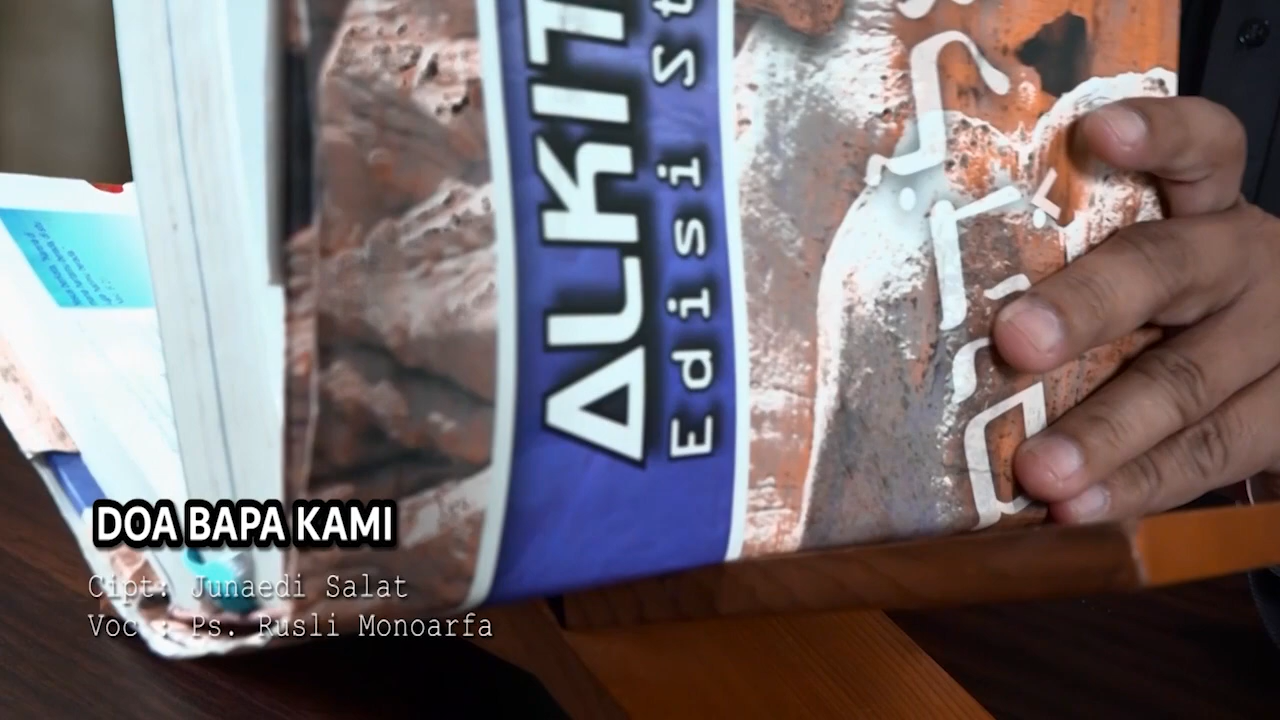 ALKIT
Edisi St
DOA BAPA KAMI
Cipt: Junaedi Salat
Voc : Ps. Rusli Monoarfa